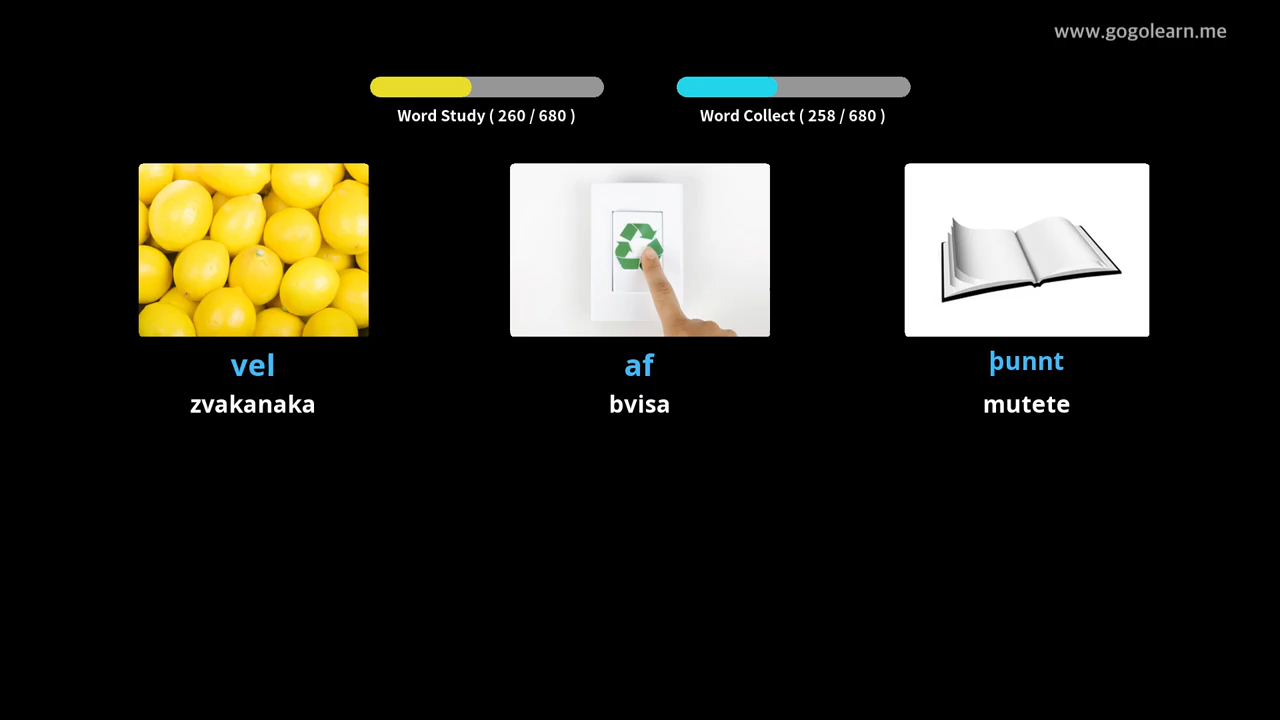 www.gogolearn.me
Word Study ( 260 / 680 )
Word Collect ( 258 / 680 )
vel
zvakanaka
af
bvisa
þunnt
mutete